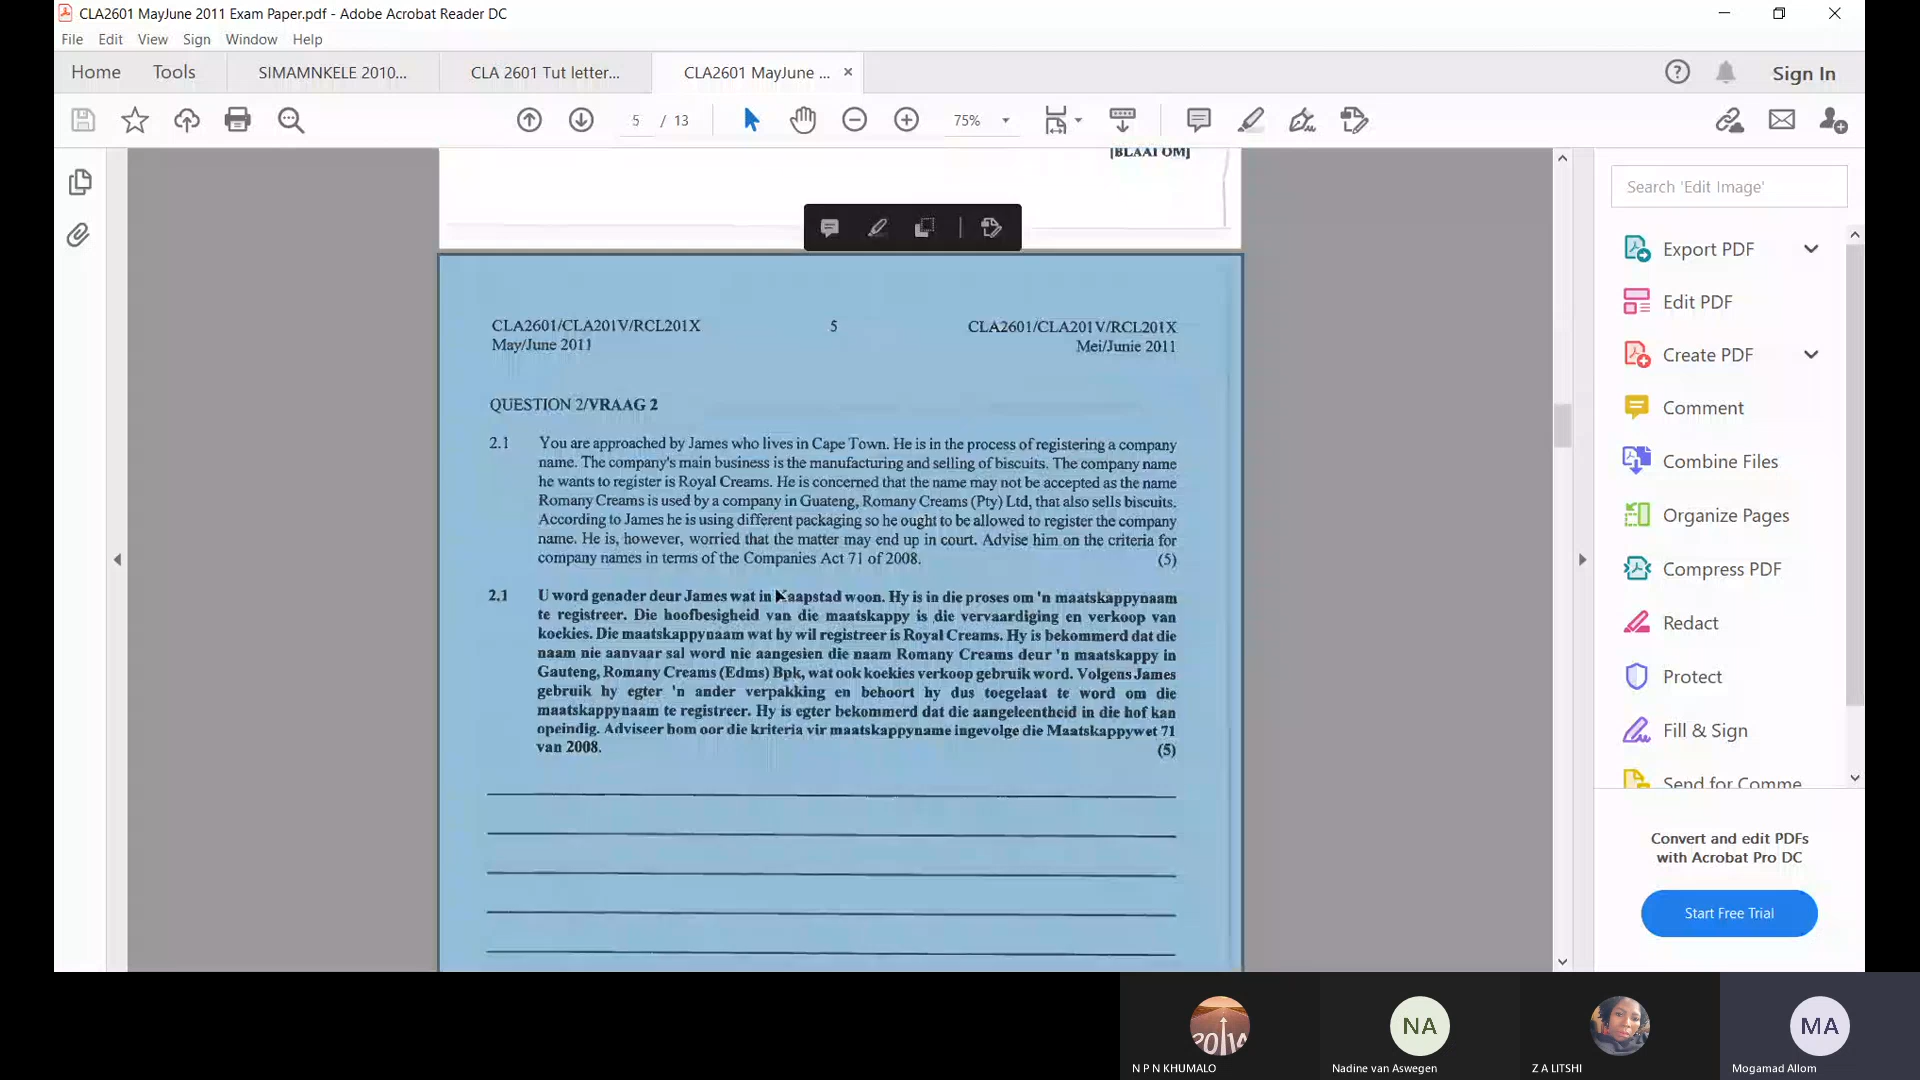 CLA2601 MayJune 2011 Exam Paper.pdf - Adobe Acrobat Reader DC
File Edit View Sign Window Help
Home Tools SIMAMNKELE 2010... CLA 2601 Tut letter... CLA2601 MayJune ...
Sign In
5 / 13 75%
[BLAAI OM]
CLA2601/CLA201V/RCL201X 5 CLA2601/CLA201V/RCL201X
May/June 2011 Mei/Junie 2011
QUESTION 2/VRAAG 2
2.1 You are approached by James who lives in Cape Town. He is in the process of registering a company
name. The company's main business is the manufacturing and selling of biscuits. The company name
he wants to register is Royal Creams. He is concerned that the name may not be accepted as the name
Romany Creams is used by a company in Guateng, Romany Creams (Pty) Ltd, that also sells biscuits.
According to James he is using different packaging so he ought to be allowed to register the company
name. He is, however, worried that the matter may end up in court. Advise him on the criteria for
company names in terms of the Companies Act 71 of 2008. (5)
2.1 U word genader deur James wat in Kaapstad woon. Hy is in die proses om 'n maatskappynaam
te registreer. Die hoofbesigheid van die maatskappy is die vervaardiging en verkoop van
koekies. Die maatskappynaam wat hy wil registreer is Royal Creams. Hy is bekommerd dat die
naam nie aanvaar sal word nie aangesien die naam Romany Creams deur 'n maatskappy in
Gauteng, Romany Creams (Edms) Bpk, wat ook koekies verkoop gebruik word. Volgens James
gebruik hy egter 'n ander verpakking en behoort hy dus toegelaat te word om die
maatskappynaam te registreer. Hy is egter bekommerd dat die aangeleentheid in die hof kan
opeindig. Adviseer hom oor die kriteria vir maatskappyname ingevolge die Maatskappywet 71
van 2008. (5)
Search 'Edit Image'
Export PDF
Edit PDF
Create PDF
Comment
Combine Files
Organize Pages
Compress PDF
Redact
Protect
Fill & Sign
Send for Comme
Convert and edit PDFs
with Acrobat Pro DC
Start Free Trial
2014
NA
MA
N P N KHUMALO
Nadine van Aswegen
Z A LITSHI
Mogamad Allom